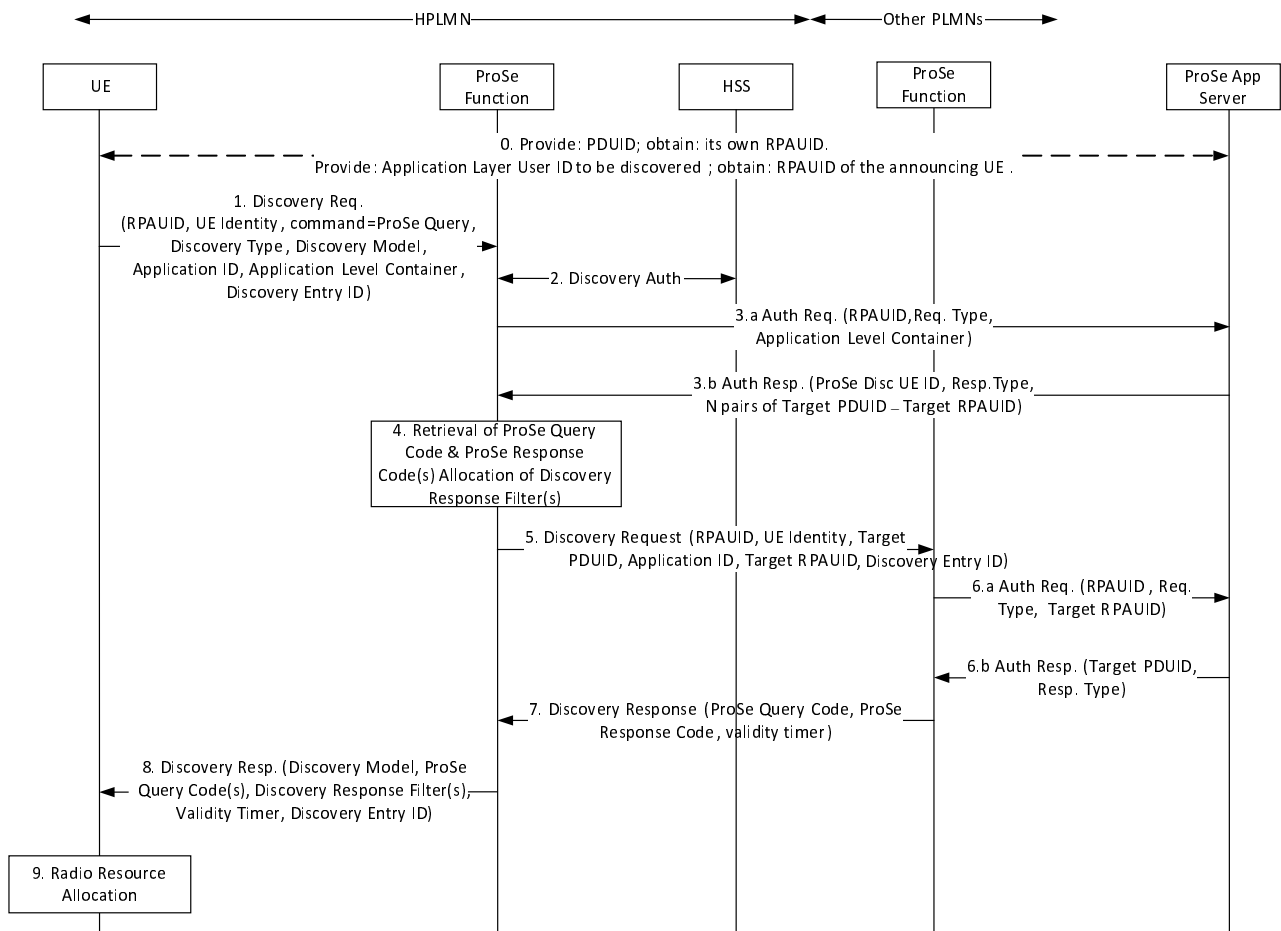 HPLMN
Other PLMNs
UE
ProSe
Function
HSS
ProSe
Function
ProSe App
Server
0. Provide: PDUID; obtain: its own RPAUID.
Provide: Application Layer User ID to be discovered ; obtain: RPAUID of the announcing UE .
1. Discovery Req.
(RPAUID, UE Identity, command=ProSe Query,
Discovery Type, Discovery Model,
Application ID, Application Level Container,
Discovery Entry ID)
2. Discovery Auth
3.a Auth Req. (RPAUID,Req. Type,
Application Level Container)
3.b Auth Resp. (ProSe Disc UE ID, Resp.Type,
N pairs of Target PDUID – Target RPAUID)
4. Retrieval of ProSe Query
Code & ProSe Response
Code(s) Allocation of Discovery
Response Filter(s)
5. Discovery Request (RPAUID, UE Identity, Target
PDUID, Application ID, Target RPAUID, Discovery Entry ID)
6.a Auth Req. (RPAUID , Req.
Type, Target RPAUID)
6.b Auth Resp. (Target PDUID,
Resp. Type)
7. Discovery Response (ProSe Query Code, ProSe
Response Code, validity timer)
8. Discovery Resp. (Discovery Model, ProSe
Query Code(s), Discovery Response Filter(s),
Validity Timer, Discovery Entry ID)
9. Radio Resource
Allocation